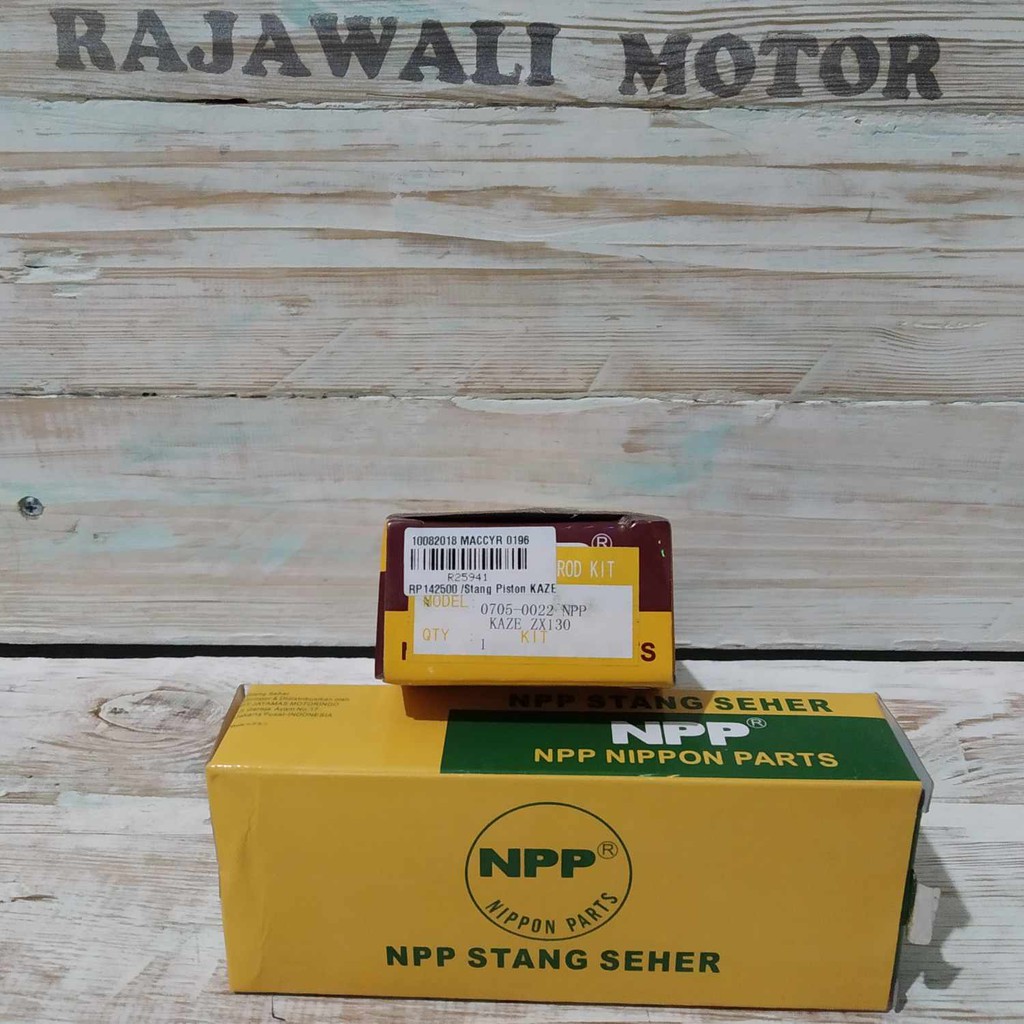 RAJAWALI MOTOR
10082018 MACCYR 0196
R25941
RP142500 /Stang Piston KAZE
®
ROD KIT
MODEL 0705-0022 NPP
KAZE ZX130
QTY 1 KIT
S
NPP STANG SEHER
NPP®
NPP NIPPON PARTS
NPP®
NIPPON PARTS
NPP STANG SEHER